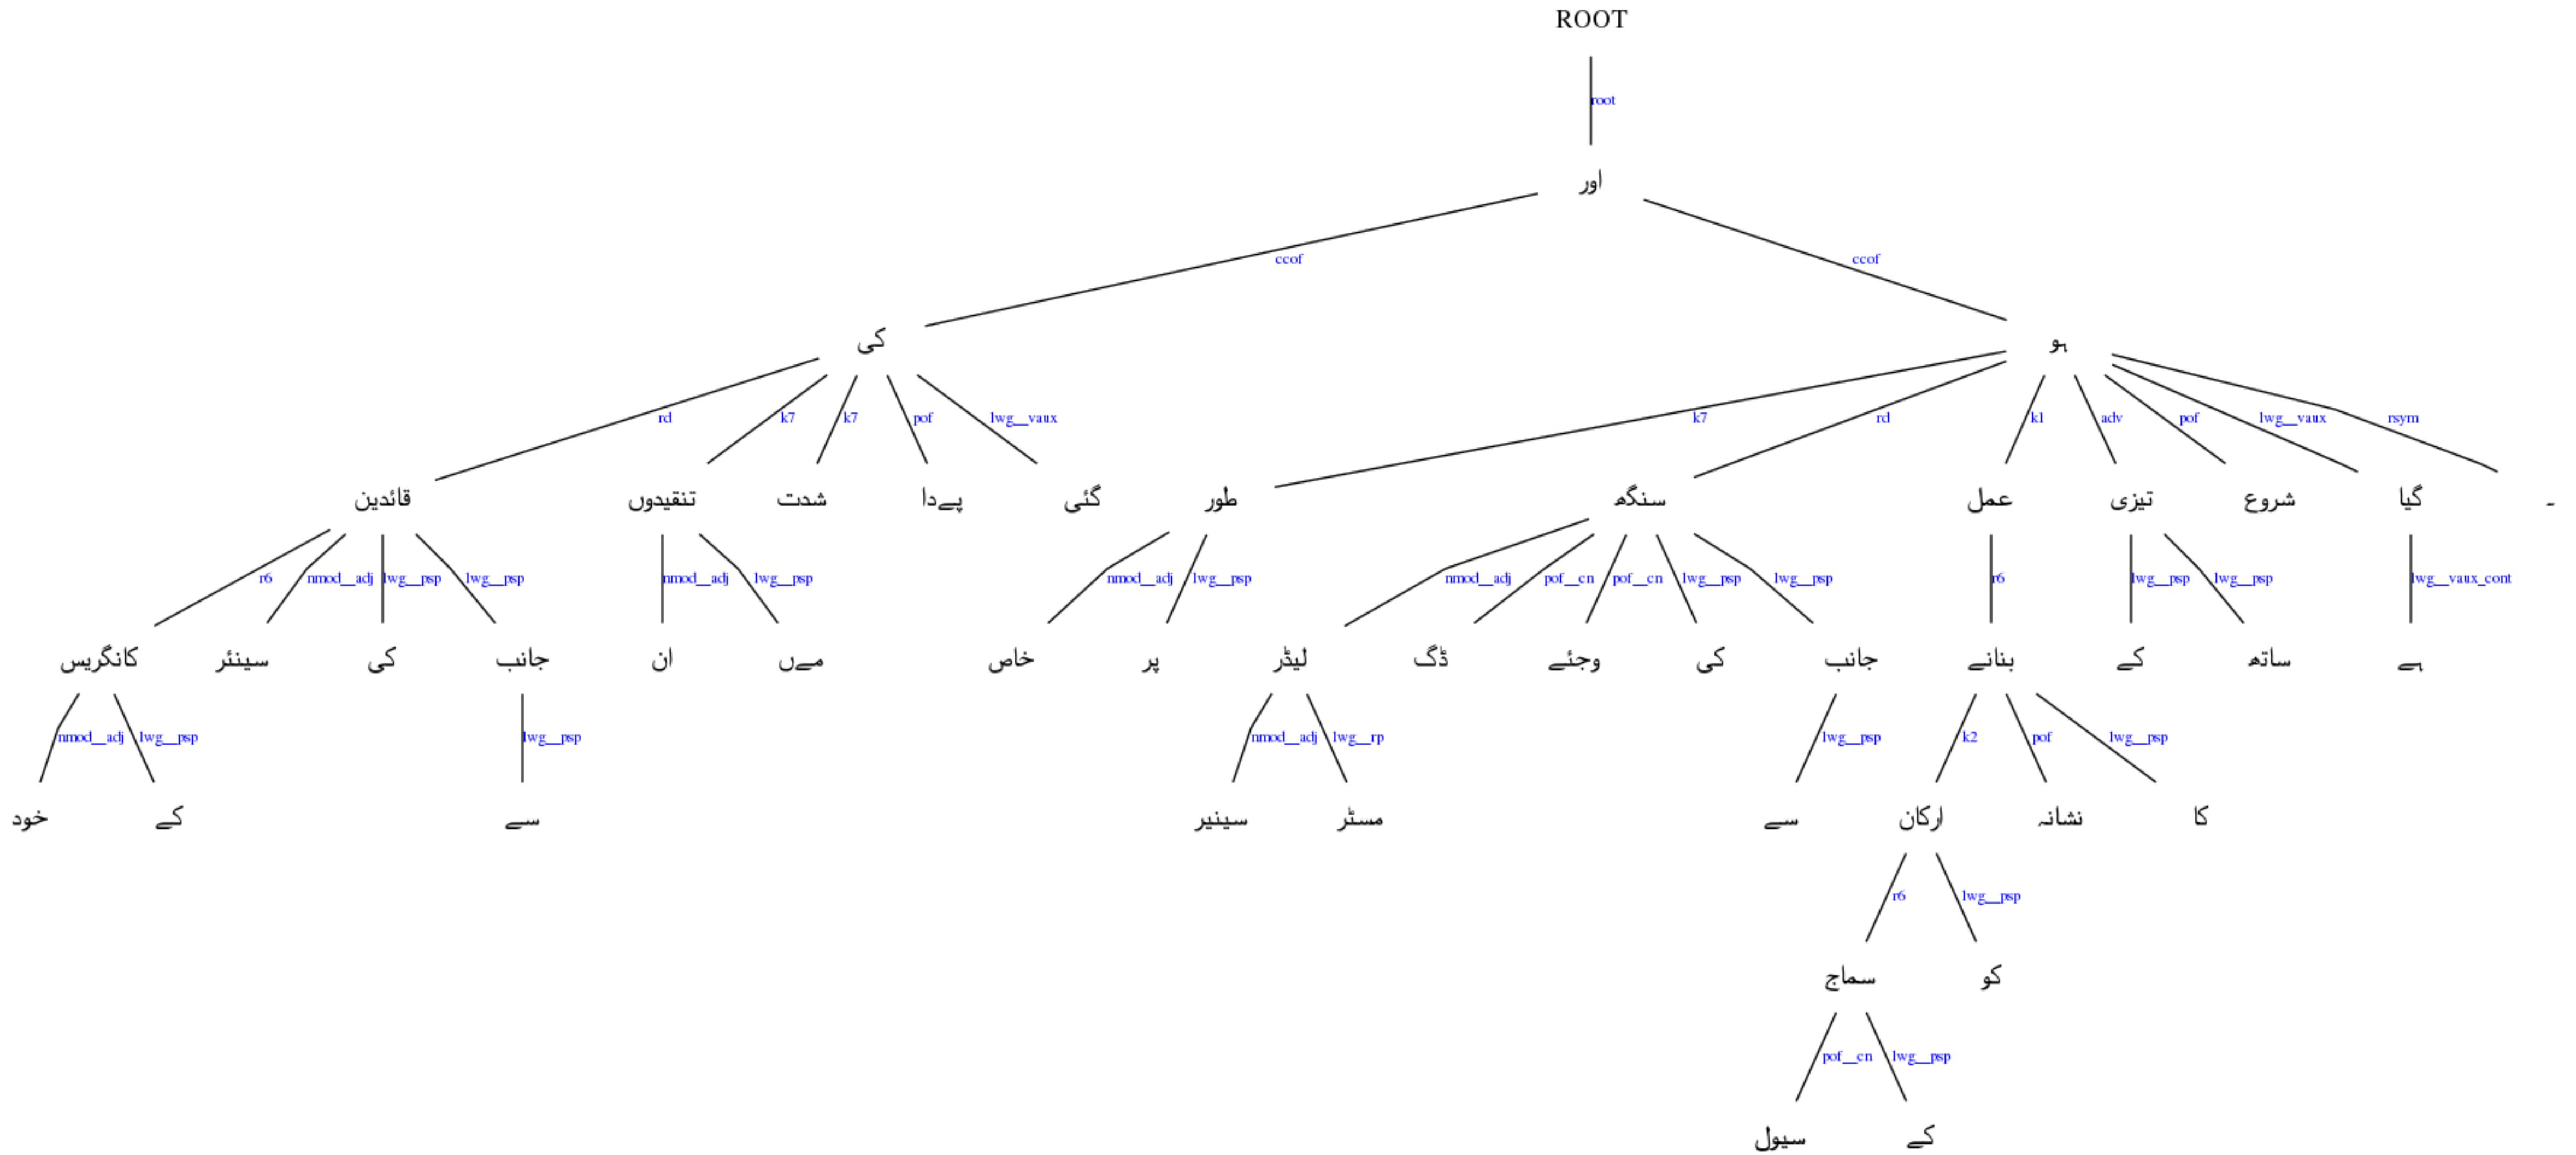 ROOT
root
اور
ccof ccof
کی ہو
rd k7 k7 pof lwg__vaux k7 rd k1 adv pof lwg__vaux rsym
قائدین تنقیدوں شدت پےدا گئی طور سنگھ عمل تیزی شروع گیا ۔
r6 nmod__adj lwg__psp lwg__psp nmod__adj lwg__psp nmod__adj lwg__psp nmod__adj pof__cn pof__cn lwg__psp lwg__psp r6 lwg__psp lwg__psp lwg__vaux_cont
کانگریس سینئر کی جانب ان مےں خاص پر لیڈر ڈگ وجئے کی جانب بنانے کے ساتھ ہے
nmod__adj lwg__psp lwg__psp nmod__adj lwg__rp lwg__psp k2 pof lwg__psp
خود کے سے سینیر مسٹر سے ارکان نشانہ کا
r6 lwg__psp
سماج کو
pof__cn lwg__psp
سیول کے